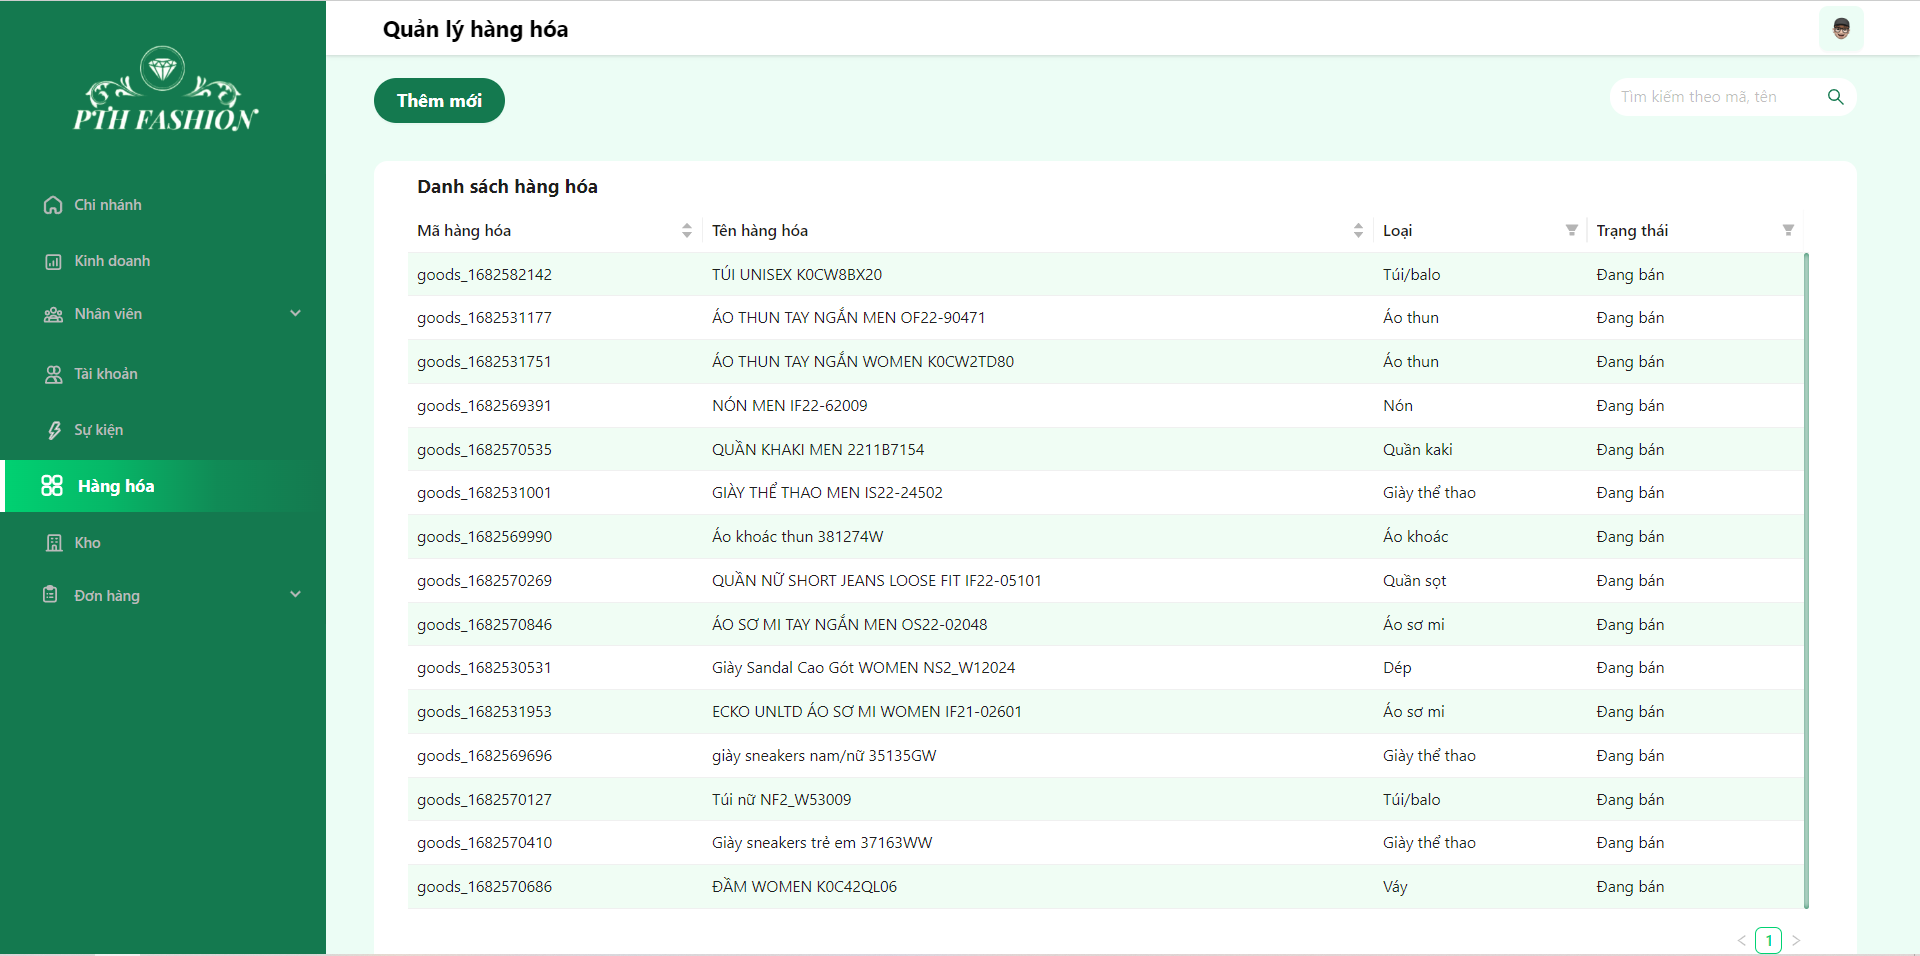 PTH FASHION
Chi nhánh
Kinh doanh
Nhân viên
Tài khoản
Sự kiện
Hàng hóa
Kho
Đơn hàng
Quản lý hàng hóa
Thêm mới
Tìm kiếm theo mã, tên
Danh sách hàng hóa
Mã hàng hóa Tên hàng hóa Loại Trạng thái
goods_1682582142 TÚI UNISEX K0CW8BX20 Túi/balo Đang bán
goods_1682531177 ÁO THUN TAY NGẮN MEN OF22-90471 Áo thun Đang bán
goods_1682531751 ÁO THUN TAY NGẮN WOMEN K0CW2TD80 Áo thun Đang bán
goods_1682569391 NÓN MEN IF22-62009 Nón Đang bán
goods_1682570535 QUẦN KHAKI MEN 2211B7154 Quần kaki Đang bán
goods_1682531001 GIÀY THỂ THAO MEN IS22-24502 Giày thể thao Đang bán
goods_1682569990 Áo khoác thun 381274W Áo khoác Đang bán
goods_1682570269 QUẦN NỮ SHORT JEANS LOOSE FIT IF22-05101 Quần sọt Đang bán
goods_1682570846 ÁO SƠ MI TAY NGẮN MEN OS22-02048 Áo sơ mi Đang bán
goods_1682530531 Giày Sandal Cao Gót WOMEN NS2_W12024 Dép Đang bán
goods_1682531953 ECKO UNLTD ÁO SƠ MI WOMEN IF21-02601 Áo sơ mi Đang bán
goods_1682569696 giày sneakers nam/nữ 35135GW Giày thể thao Đang bán
goods_1682570127 Túi nữ NF2_W53009 Túi/balo Đang bán
goods_1682570410 Giày sneakers trẻ em 37163WW Giày thể thao Đang bán
goods_1682570686 ĐẦM WOMEN K0C42QL06 Váy Đang bán
< 1 >